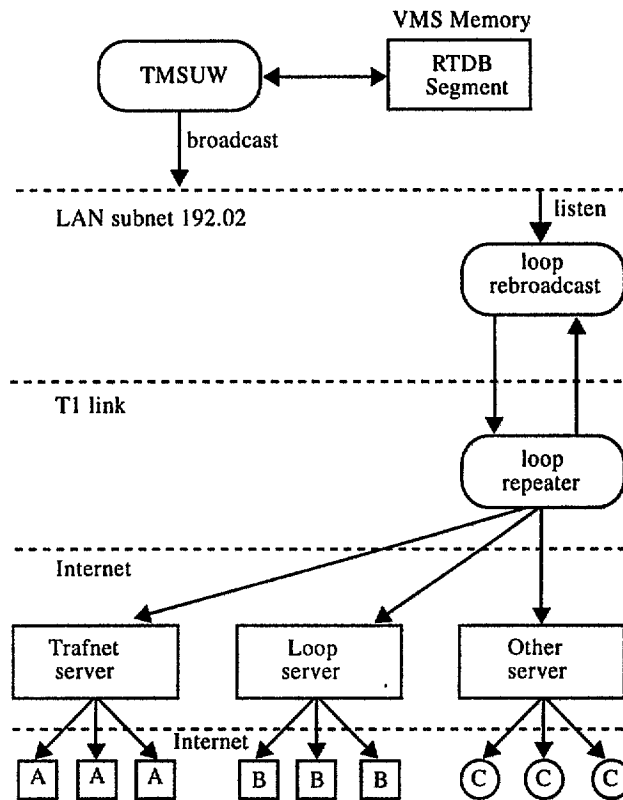 VMS Memory
TMSUW
RTDB
Segment
broadcast
LAN subnet 192.02
listen
loop
rebroadcast
T1 link
loop
repeater
Internet
Trafnet
server
Loop
server
Other
server
Internet
A A A B B B C C C